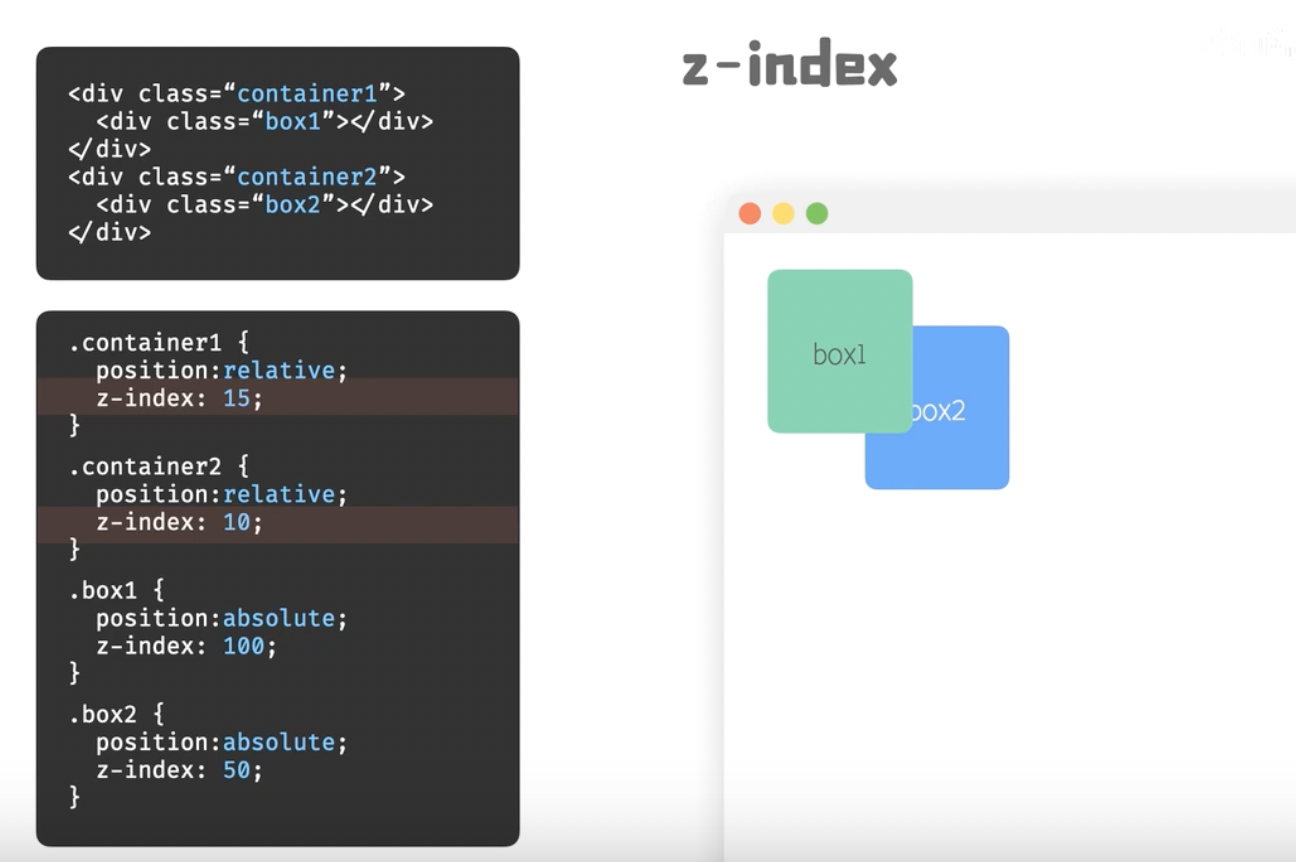 z-index
<div class=“container1”>
  <div class=“box1”></div>
</div>
<div class=“container2”>
  <div class=“box2”></div>
</div>
.container1 {
  position:relative;
  z-index: 15;
}
.container2 {
  position:relative;
  z-index: 10;
}
.box1 {
  position:absolute;
  z-index: 100;
}
.box2 {
  position:absolute;
  z-index: 50;
}
box1
box2